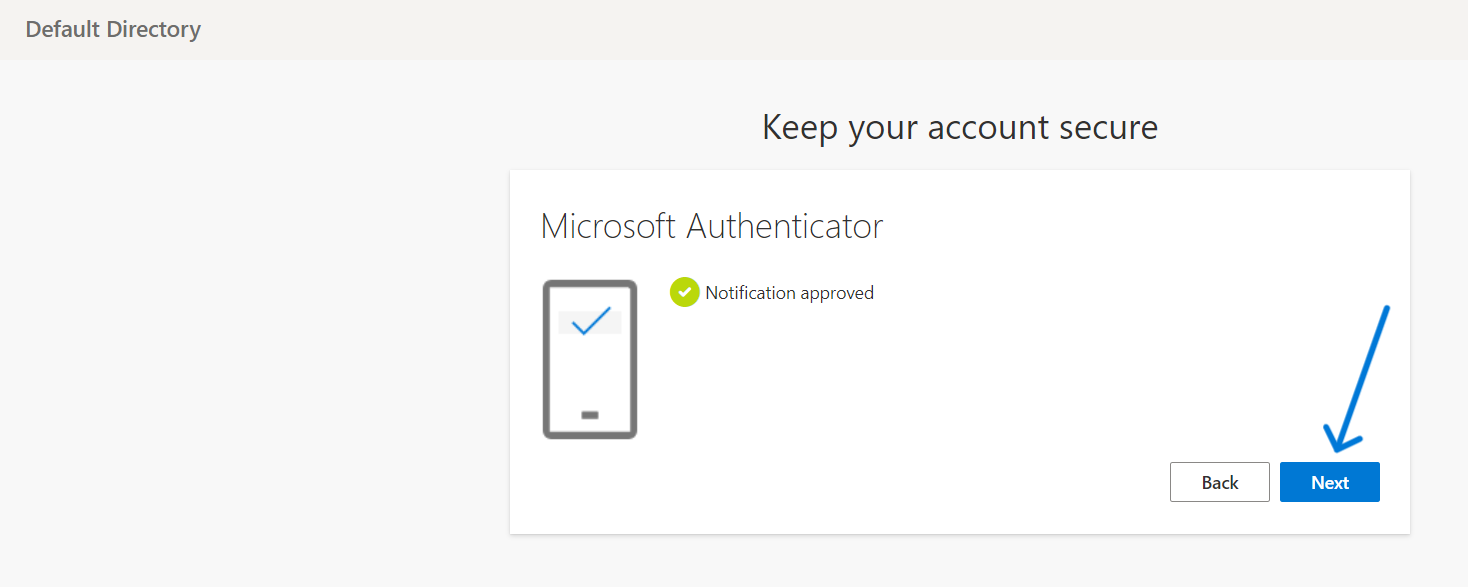 Default Directory
Keep your account secure
Microsoft Authenticator
Notification approved
Back
Next